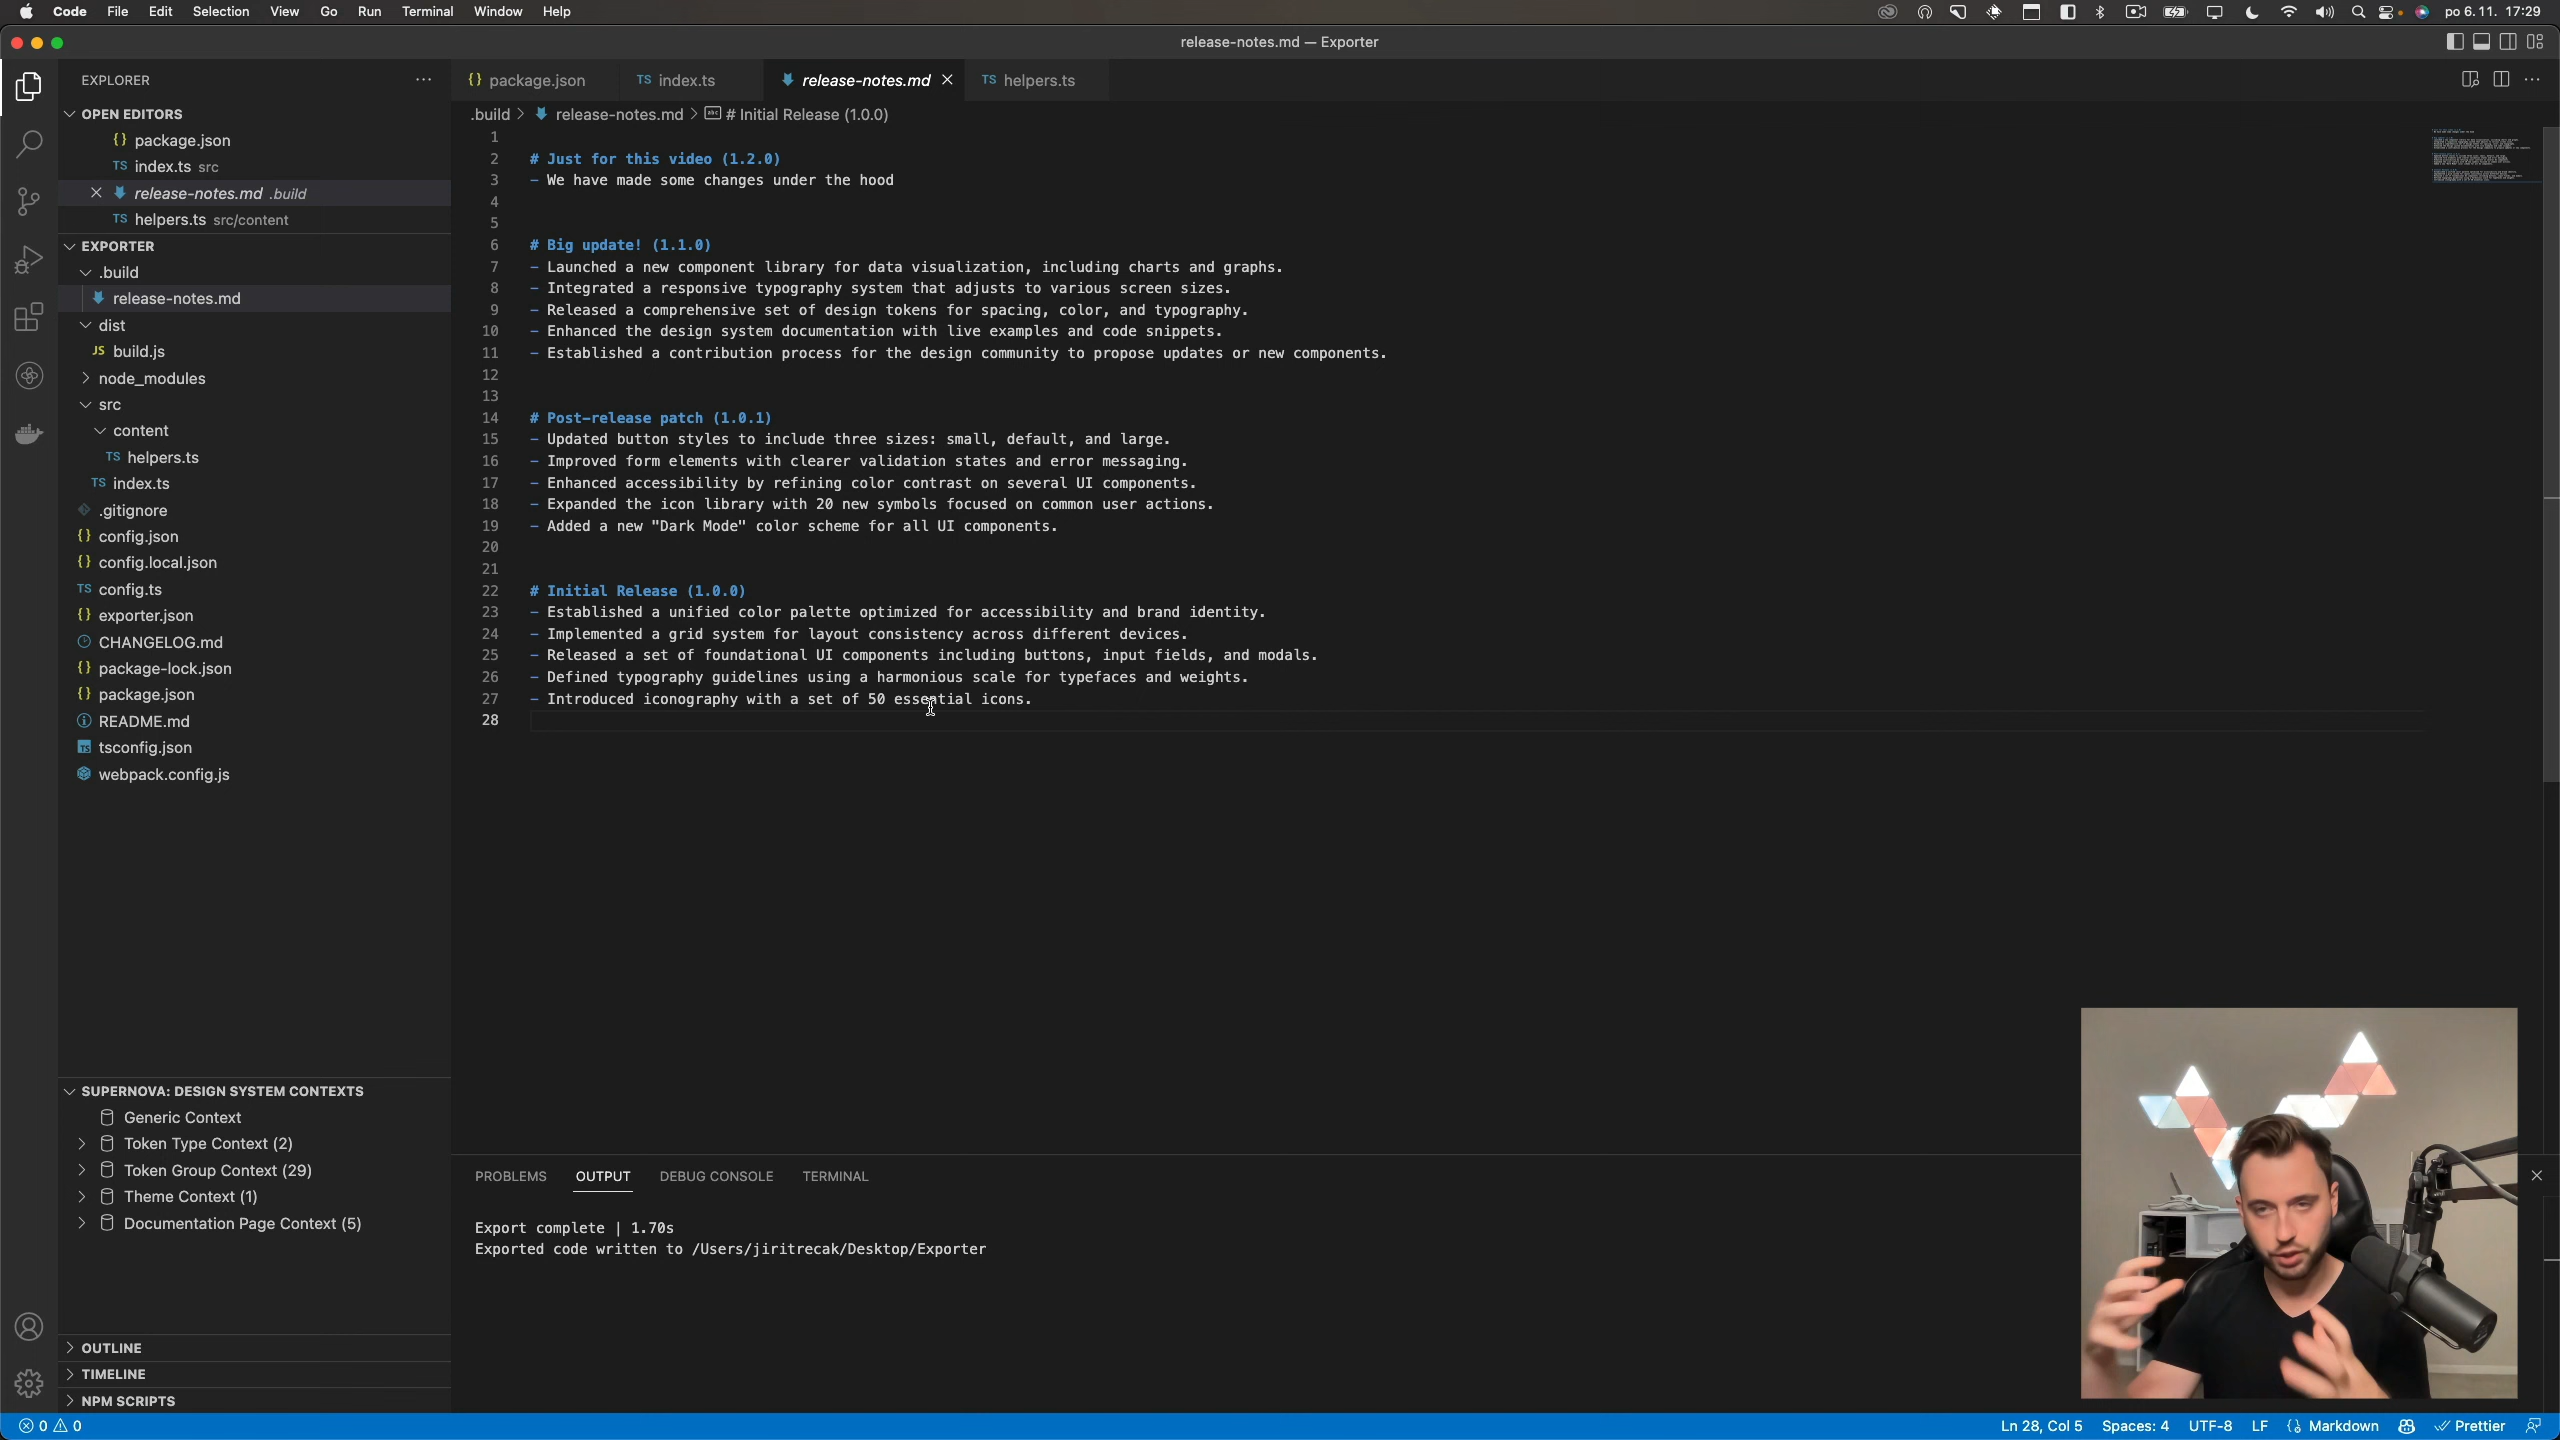 Code File Edit Selection View Go Run Terminal Window Help po 6. 11. 17:29
release-notes.md — Exporter
EXPLORER
OPEN EDITORS
{} package.json
TS index.ts src
release-notes.md .build
TS helpers.ts src/content
EXPORTER
.build
release-notes.md
dist
JS build.js
node_modules
src
content
TS helpers.ts
TS index.ts
.gitignore
{} config.json
{} config.local.json
TS config.ts
{} exporter.json
CHANGELOG.md
{} package-lock.json
{} package.json
README.md
TS tsconfig.json
webpack.config.js
SUPERNOVA: DESIGN SYSTEM CONTEXTS
Generic Context
Token Type Context (2)
Token Group Context (29)
Theme Context (1)
Documentation Page Context (5)
OUTLINE
TIMELINE
NPM SCRIPTS
{} package.json TS index.ts release-notes.md TS helpers.ts
.build > release-notes.md > abc # Initial Release (1.0.0)
1
2 # Just for this video (1.2.0)
3 - We have made some changes under the hood
4
5
6 # Big update! (1.1.0)
7 - Launched a new component library for data visualization, including charts and graphs.
8 - Integrated a responsive typography system that adjusts to various screen sizes.
9 - Released a comprehensive set of design tokens for spacing, color, and typography.
10 - Enhanced the design system documentation with live examples and code snippets.
11 - Established a contribution process for the design community to propose updates or new components.
12
13
14 # Post-release patch (1.0.1)
15 - Updated button styles to include three sizes: small, default, and large.
16 - Improved form elements with clearer validation states and error messaging.
17 - Enhanced accessibility by refining color contrast on several UI components.
18 - Expanded the icon library with 20 new symbols focused on common user actions.
19 - Added a new "Dark Mode" color scheme for all UI components.
20
21
22 # Initial Release (1.0.0)
23 - Established a unified color palette optimized for accessibility and brand identity.
24 - Implemented a grid system for layout consistency across different devices.
25 - Released a set of foundational UI components including buttons, input fields, and modals.
26 - Defined typography guidelines using a harmonious scale for typefaces and weights.
27 - Introduced iconography with a set of 50 essential icons.
28
PROBLEMS OUTPUT DEBUG CONSOLE TERMINAL
Export complete | 1.70s
Exported code written to /Users/jiritrecak/Desktop/Exporter
0 0 Ln 28, Col 5 Spaces: 4 UTF-8 LF {} Markdown Prettier